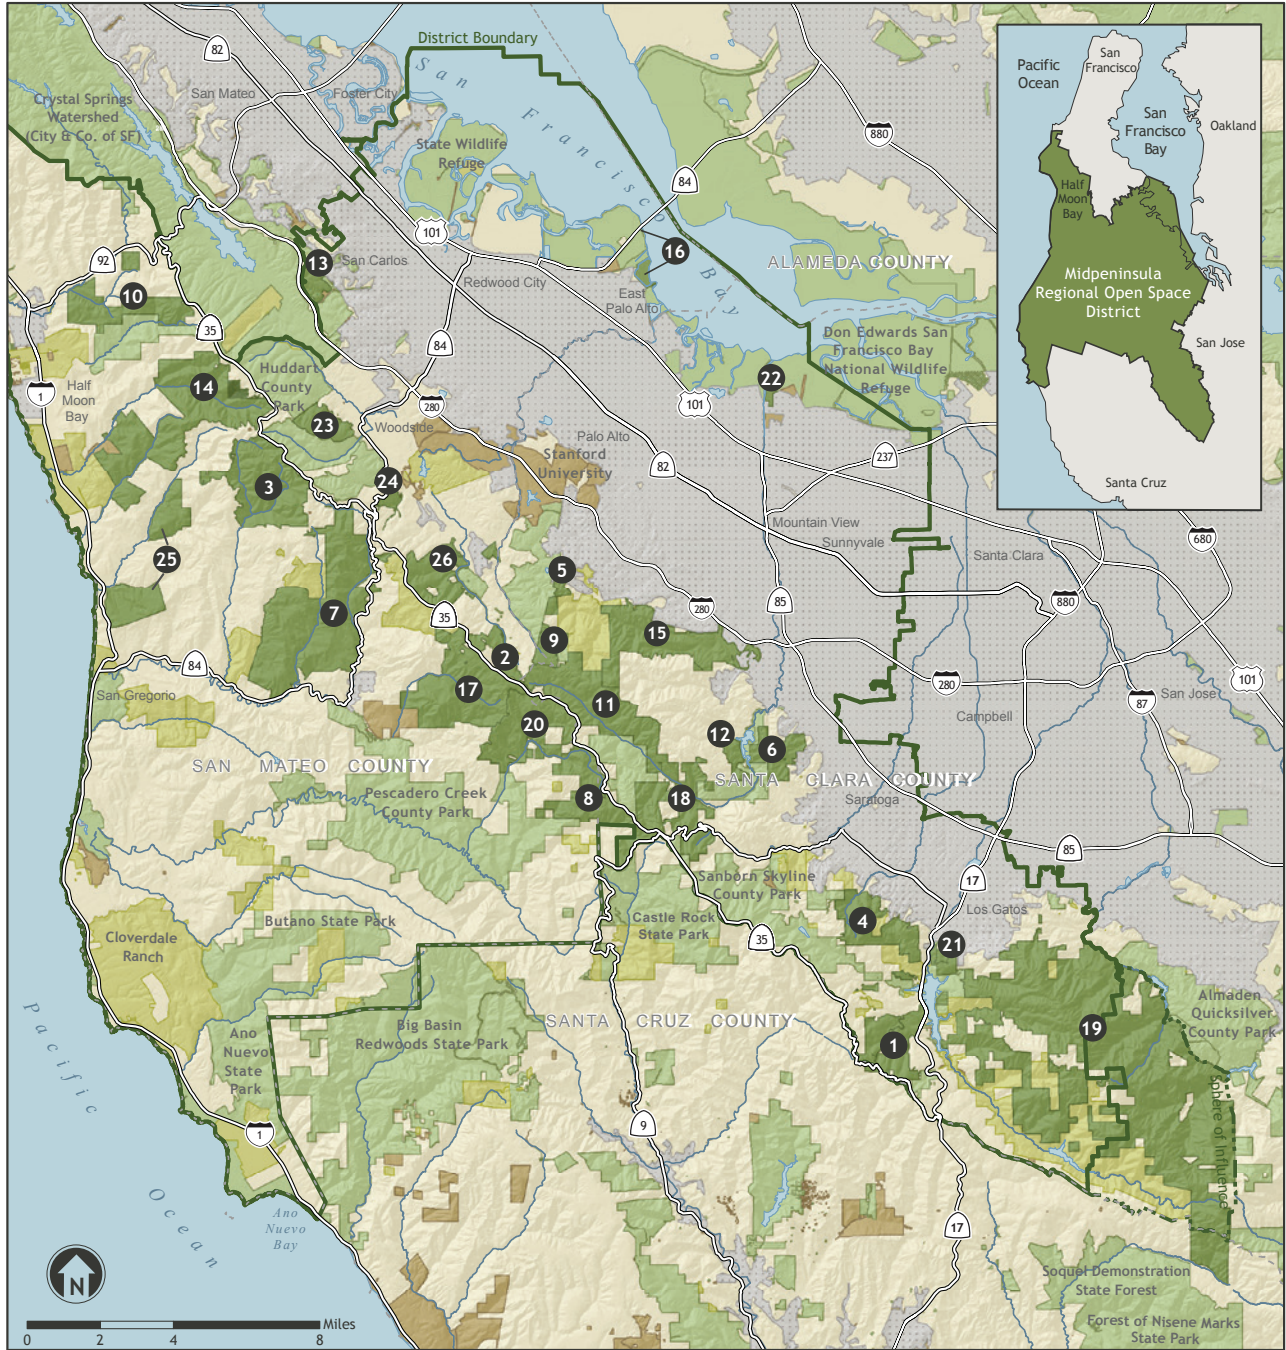 District Boundary
82
San Mateo
Foster City
Crystal Springs
Watershed
(City & Co. of SF)
San Francisco Bay
State Wildlife
Refuge
880
84
101
92
13
San Carlos
16
ALAMEDA COUNTY
Redwood City
East
Palo Alto
10
35
84
Don Edwards San
Francisco Bay
National Wildlife
Refuge
Half
Moon
Bay
1
14
Huddart
County
Park
280
22
101
23
Woodside
Palo Alto
Stanford
University
82
237
3
24
Mountain View
Sunnyvale
Santa Clara
680
25
26
5
7
35
280
85
880
9
15
2
84
San Gregorio
17
11
280
101
San Jose
87
Campbell
20
12
6
SAN MATEO COUNTY
SANTA CLARA COUNTY
Pescadero Creek
County Park
8
18
Saratoga
85
Sanborn Skyline
County Park
17
Los Gatos
Butano State Park
Castle Rock
State Park
4
Cloverdale
Ranch
35
21
Almaden
Quicksilver
County Park
Ano
Nuevo
State
Park
Big Basin
Redwoods State Park
SANTA CRUZ COUNTY
1
19
Sphere of Influence
1
9
Pacific Ocean
Ano
Nuevo
Bay
17
Soquel Demonstration
State Forest
Forest of Nisene Marks
State Park
N
0 2 4 8 Miles
Pacific
Ocean
San
Francisco
San
Francisco
Bay
Oakland
Half
Moon
Bay
Midpeninsula
Regional Open Space
District
San Jose
Santa Cruz